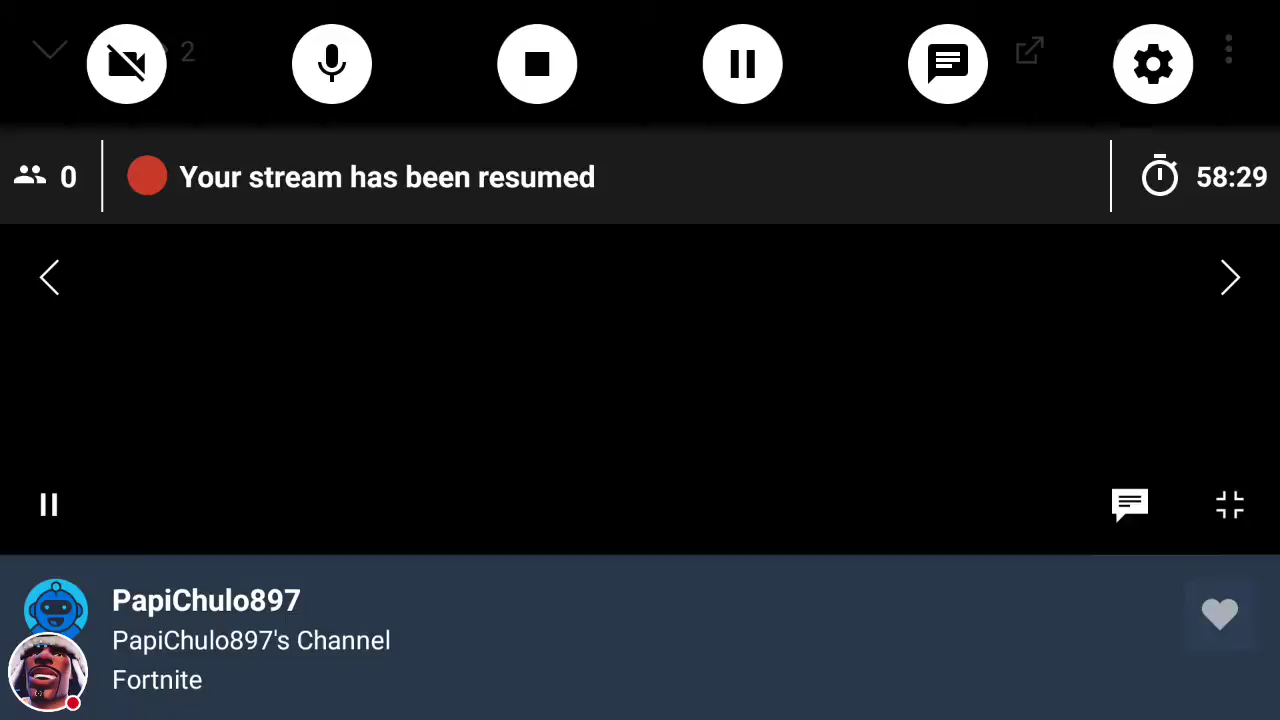 2
0
Your stream has been resumed
58:29
PapiChulo897
PapiChulo897's Channel
Fortnite